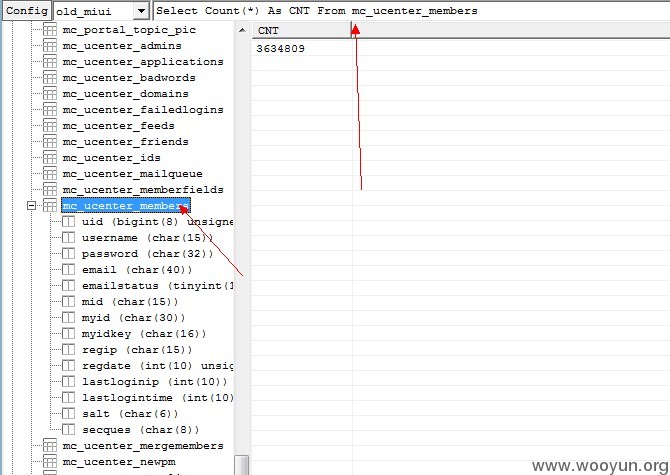 Config old_miui Select Count(*) As CNT From mc_ucenter_members
mc_portal_topic_pic
mc_ucenter_admins
mc_ucenter_applications
mc_ucenter_badwords
mc_ucenter_domains
mc_ucenter_failedlogins
mc_ucenter_feeds
mc_ucenter_friends
mc_ucenter_ids
mc_ucenter_mailqueue
mc_ucenter_memberfields
mc_ucenter_members
uid (bigint(8) unsigne
username (char(15))
password (char(32))
email (char(40))
emailstatus (tinyint(1
mid (char(15))
myid (char(30))
myidkey (char(16))
regip (char(15))
regdate (int(10) unsig
lastloginip (int(10))
lastlogintime (int(10)
salt (char(6))
secques (char(8))
mc_ucenter_mergemembers
mc_ucenter_newpm
CNT
3634809
www.wooyun.org